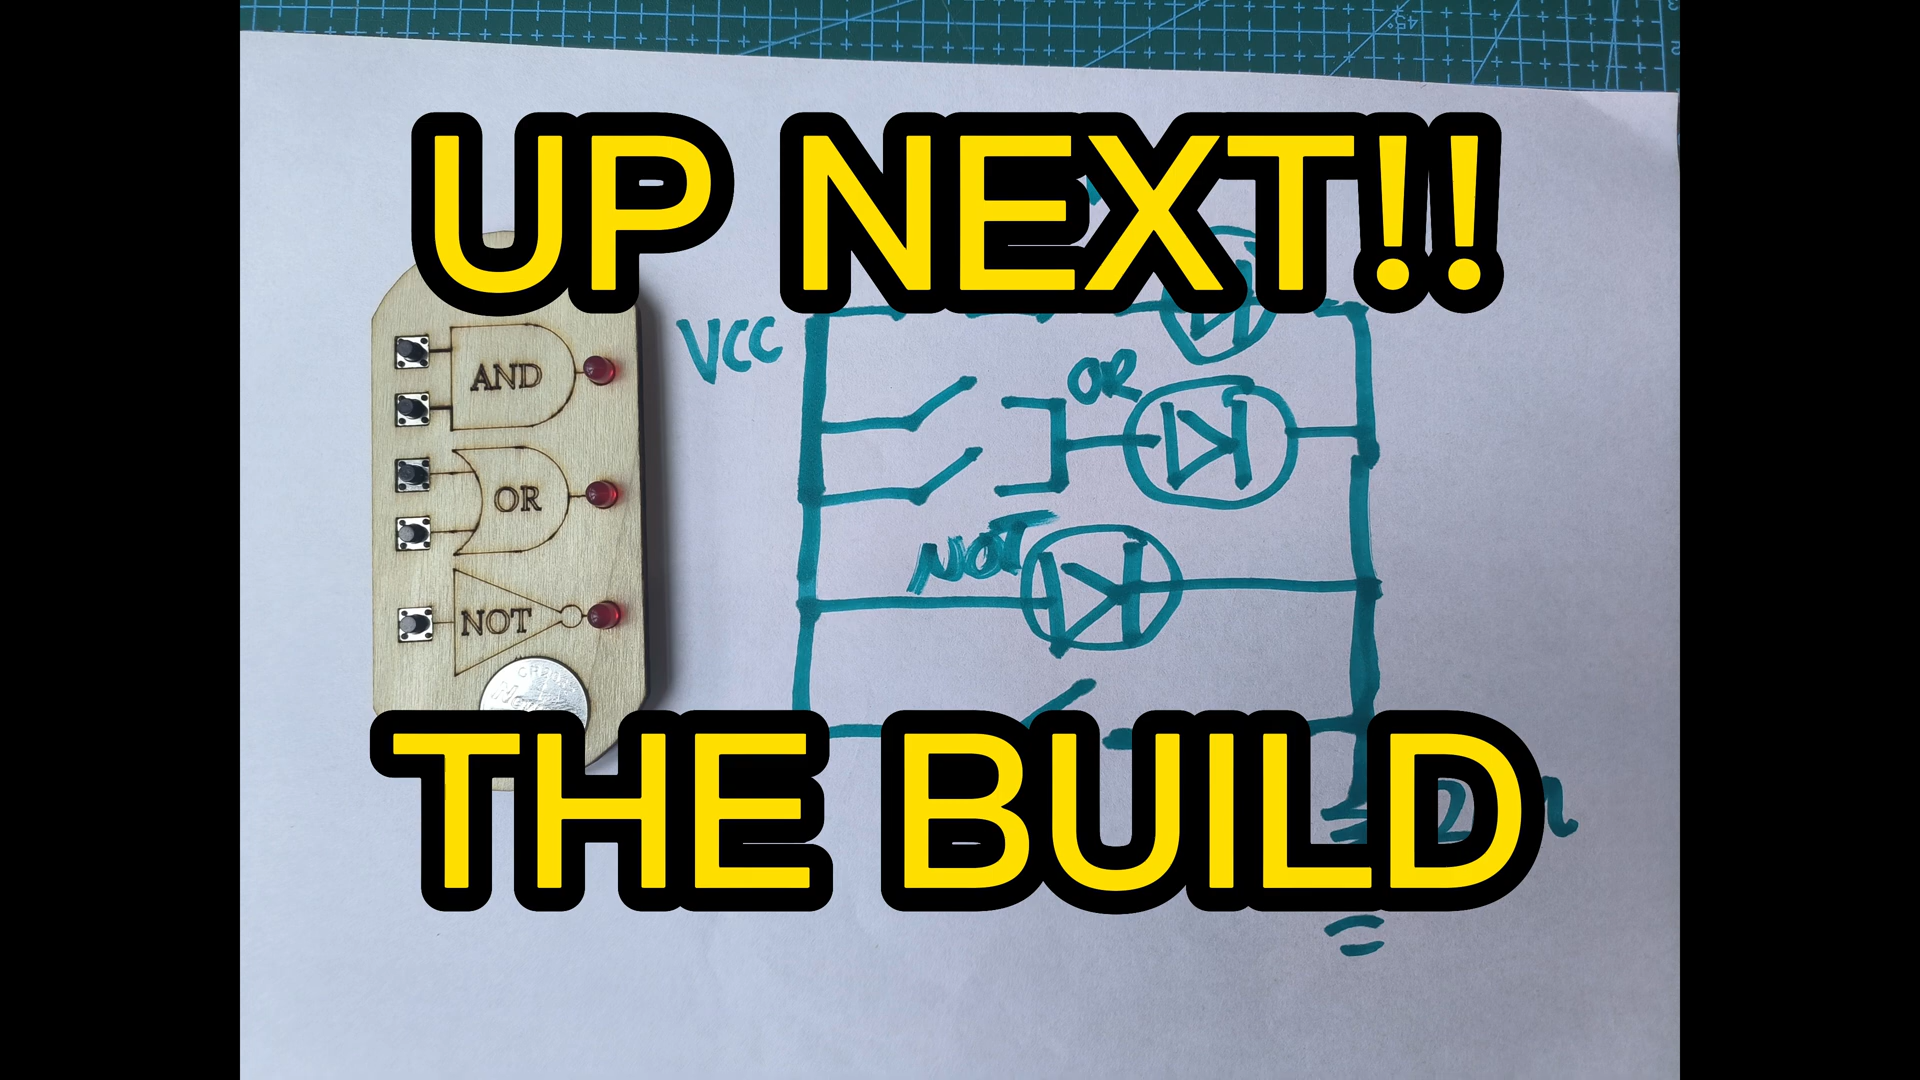 UP NEXT!!
VCC
AND
OR
OR
NOT
NOT
THE BUILD